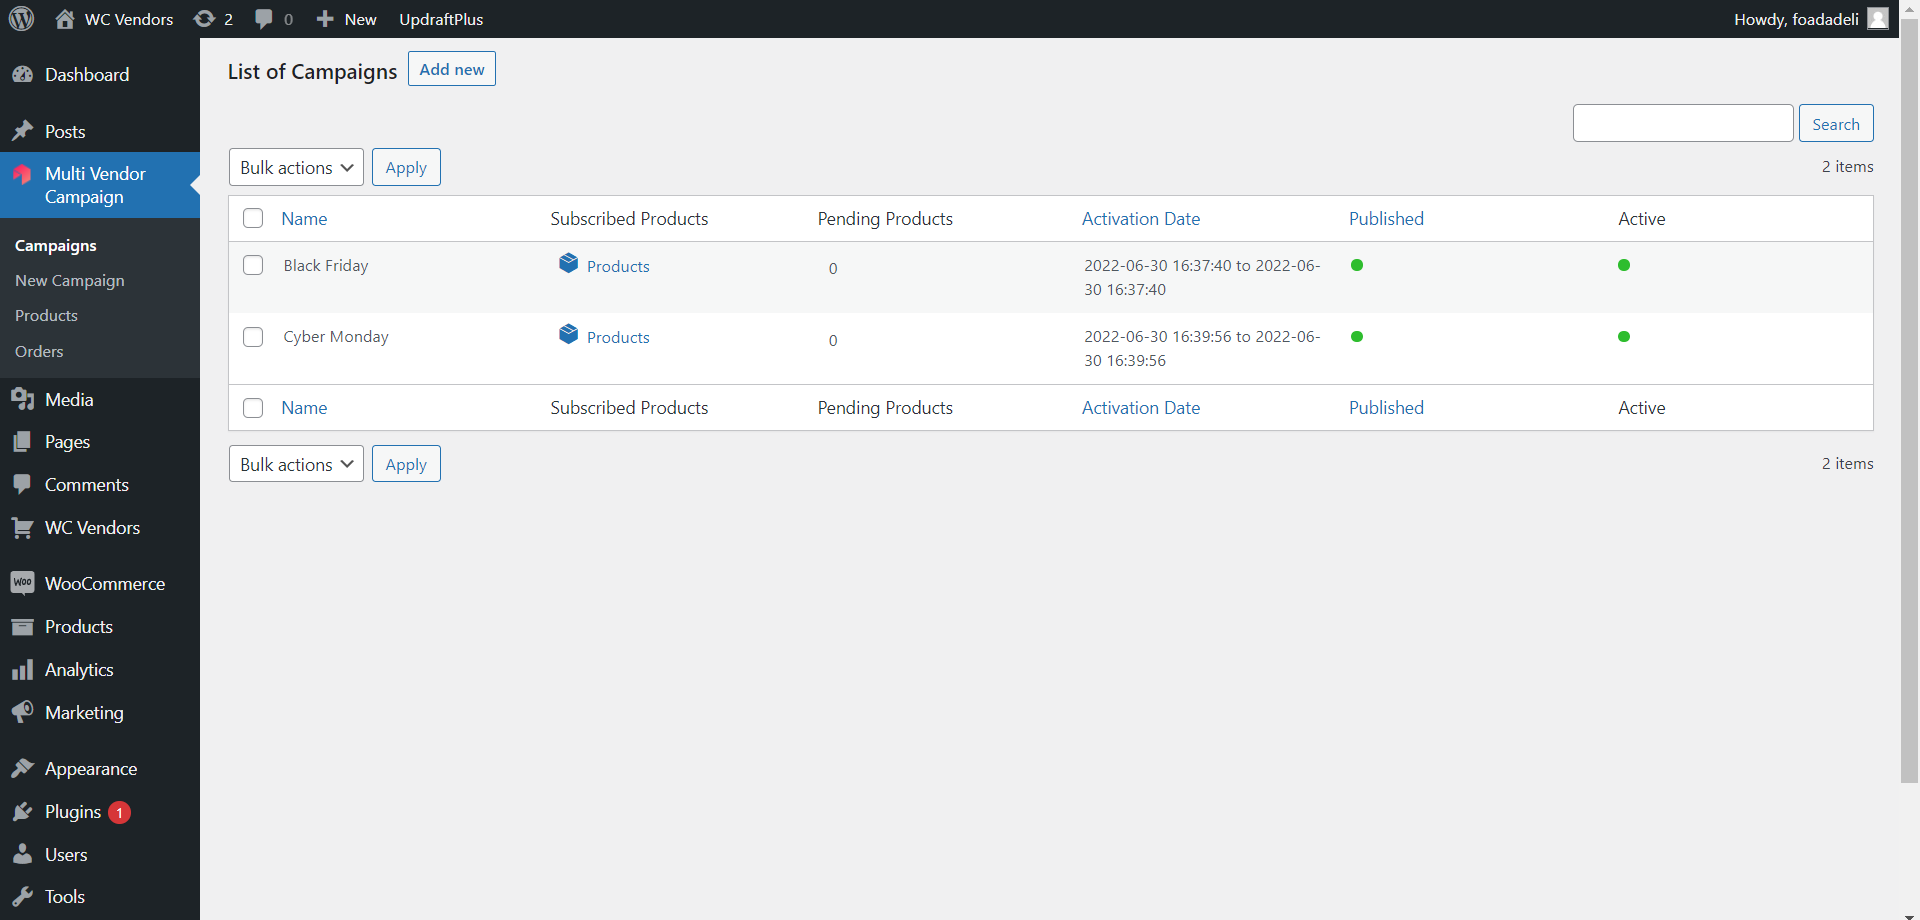 WC Vendors 2 0 New UpdraftPlus Howdy, foadadeli
Dashboard
Posts
Multi Vendor
Campaign
Campaigns
New Campaign
Products
Orders
Media
Pages
Comments
WC Vendors
Woo WooCommerce
Products
Analytics
Marketing
Appearance
Plugins 1
Users
Tools
List of Campaigns Add new
Search
Bulk actions Apply 2 items
Name Subscribed Products Pending Products Activation Date Published Active
Black Friday Products 0 2022-06-30 16:37:40 to 2022-06-
30 16:37:40
Cyber Monday Products 0 2022-06-30 16:39:56 to 2022-06-
30 16:39:56
Name Subscribed Products Pending Products Activation Date Published Active
Bulk actions Apply 2 items